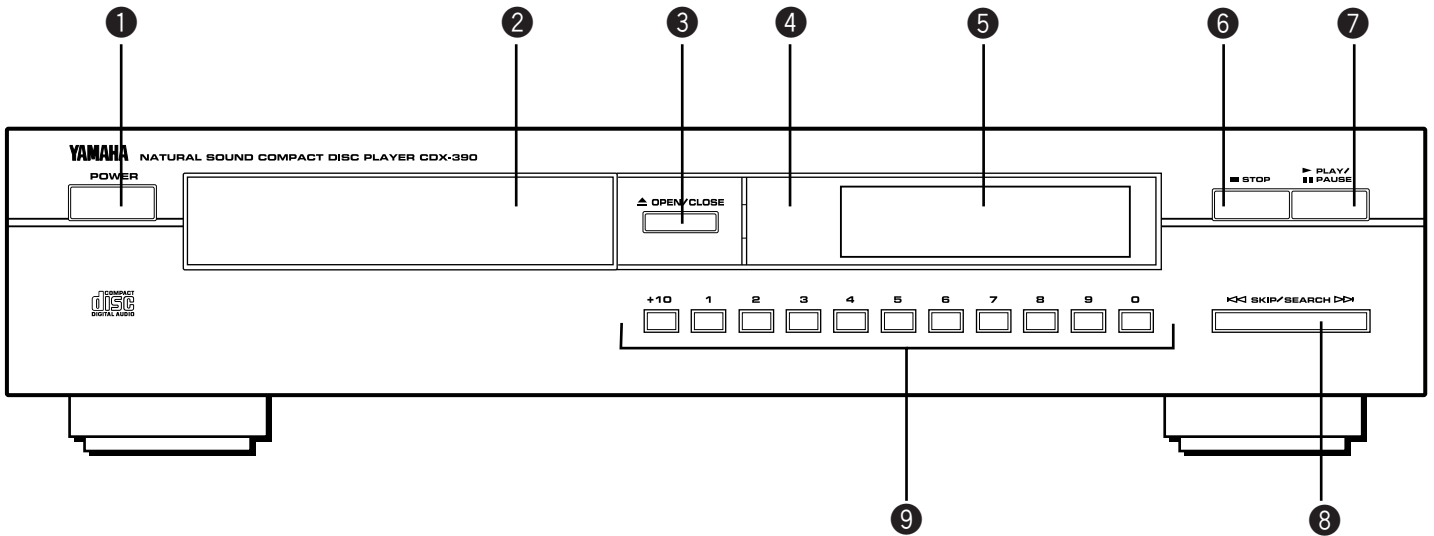 1 2 3 4 5 6 7
YAMAHA NATURAL SOUND COMPACT DISC PLAYER CDX-390
POWER
▲ OPEN/CLOSE
■ STOP
► PLAY/
▮▮ PAUSE
COMPACT
disc
DIGITAL AUDIO
+10 1 2 3 4 5 6 7 8 9 0
SKIP/SEARCH
9 8